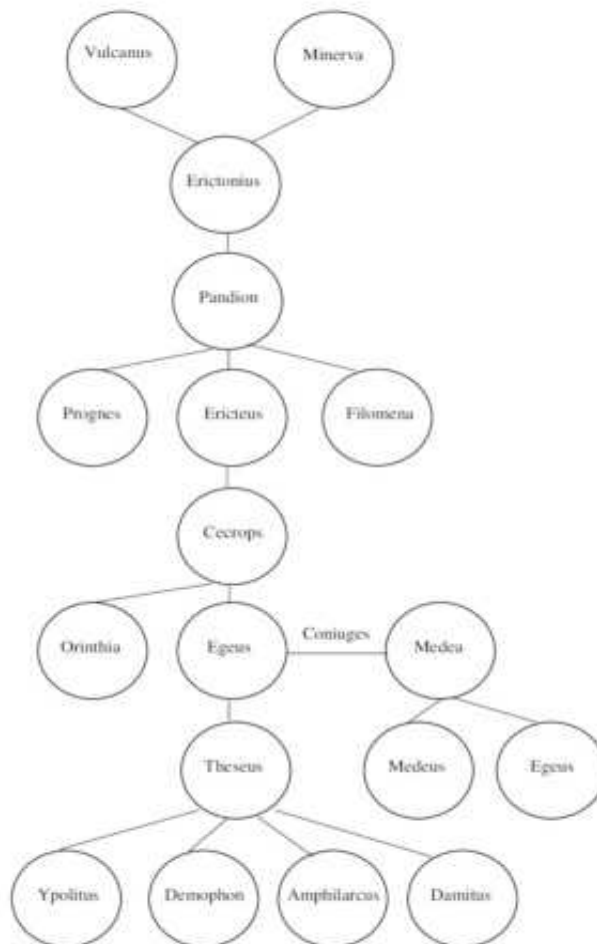 Vulcanus
Minerva
Erictonius
Pandion
Prognes
Ericteus
Filomena
Cecrops
Orinthia
Egeus
Coniuges
Medea
Theseus
Medeus
Egeus
Ypolitus
Demophon
Amphilarcus
Damitus